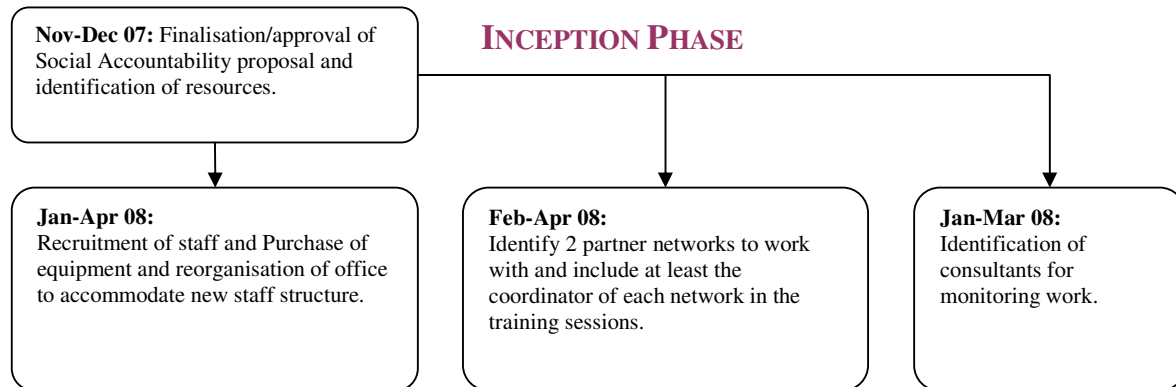 Nov-Dec 07: Finalisation/approval of
Social Accountability proposal and
identification of resources.
INCEPTION PHASE
Jan-Apr 08:
Recruitment of staff and Purchase of
equipment and reorganisation of office
to accommodate new staff structure.
Feb-Apr 08:
Identify 2 partner networks to work
with and include at least the
coordinator of each network in the
training sessions.
Jan-Mar 08:
Identification of
consultants for
monitoring work.